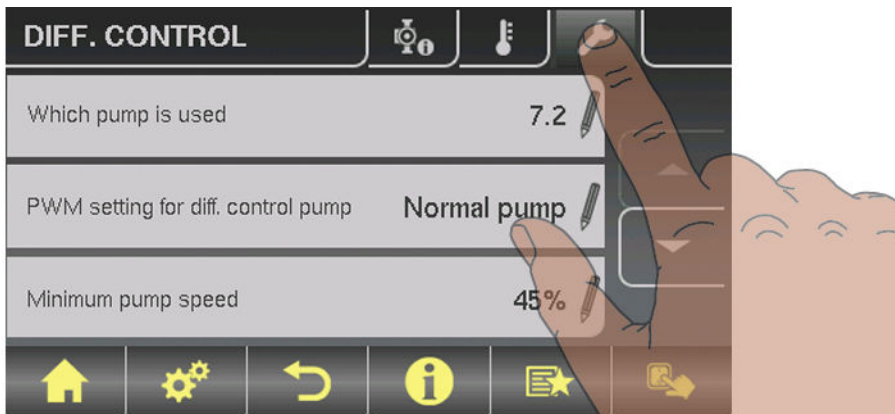 DIFF. CONTROL
Which pump is used 7.2
PWM setting for diff. control pump Normal pump
Minimum pump speed 45%